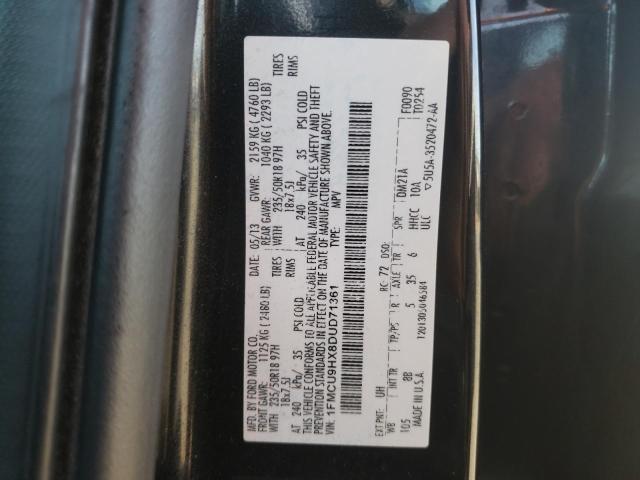 MFD. BY FORD MOTOR CO.
DATE: 05/13 GVWR: 2159 KG ( 4760 LB)
FRONT GAWR: 1125 KG ( 2480 LB) REAR GAWR: 1040 KG ( 2293 LB)
WITH 235/50R18 97H TIRES WITH 235/50R18 97H TIRES
18x7.5J RIMS 18x7.5J RIMS
AT 240 kPa/ 35 PSI COLD AT 240 kPa/ 35 PSI COLD
THIS VEHICLE CONFORMS TO ALL APPLICABLE FEDERAL MOTOR VEHICLE SAFETY AND THEFT
PREVENTION STANDARDS IN EFFECT ON THE DATE OF MANUFACTURE SHOWN ABOVE.
VIN: 1FMCU9HX8DUD71361 TYPE: MPV
F0090
T0254
EXT PNT: UH RC: 72 DSO:
WB INT TR TP/PS R AXLE TR SPR DM21A
105 8B 5 35 6 HHCC 10A
MADE IN U.S.A. ULC ▽5U5A-3520472-AA